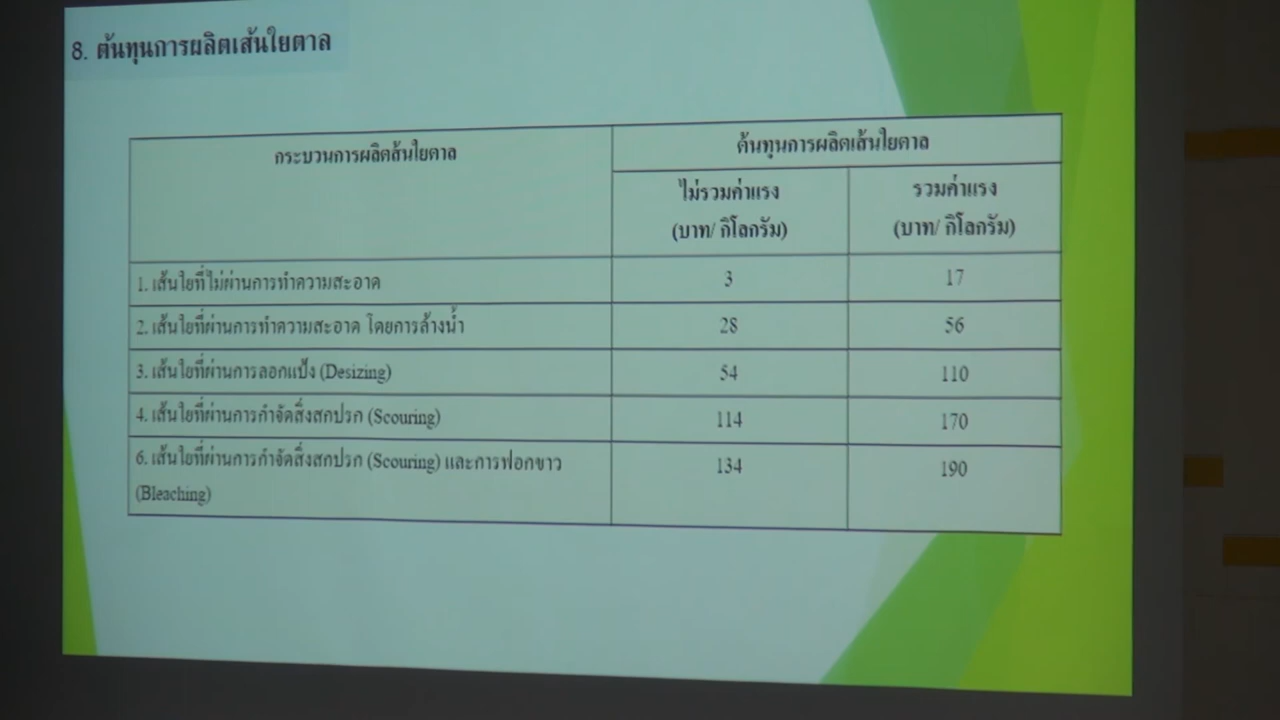 8. ต้นทุนการผลิตเส้นใยตาล
กระบวนการผลิตส้นใยตาล
ต้นทุนการผลิตเส้นใยตาล
ไม่รวมค่าแรง
(บาท/ กิโลกรัม)
รวมค่าแรง
(บาท/ กิโลกรัม)
1. เส้นใยที่ไม่ผ่านการทำความสะอาด 3 17
2. เส้นใยที่ผ่านการทำความสะอาด โดยการล้างน้ำ 28 56
3. เส้นใยที่ผ่านการลอกแป้ง (Desizing) 54 110
4. เส้นใยที่ผ่านการกำจัดสิ่งสกปรก (Scouring) 114 170
6. เส้นใยที่ผ่านการกำจัดสิ่งสกปรก (Scouring) และการฟอกขาว 134 190
(Bleaching)